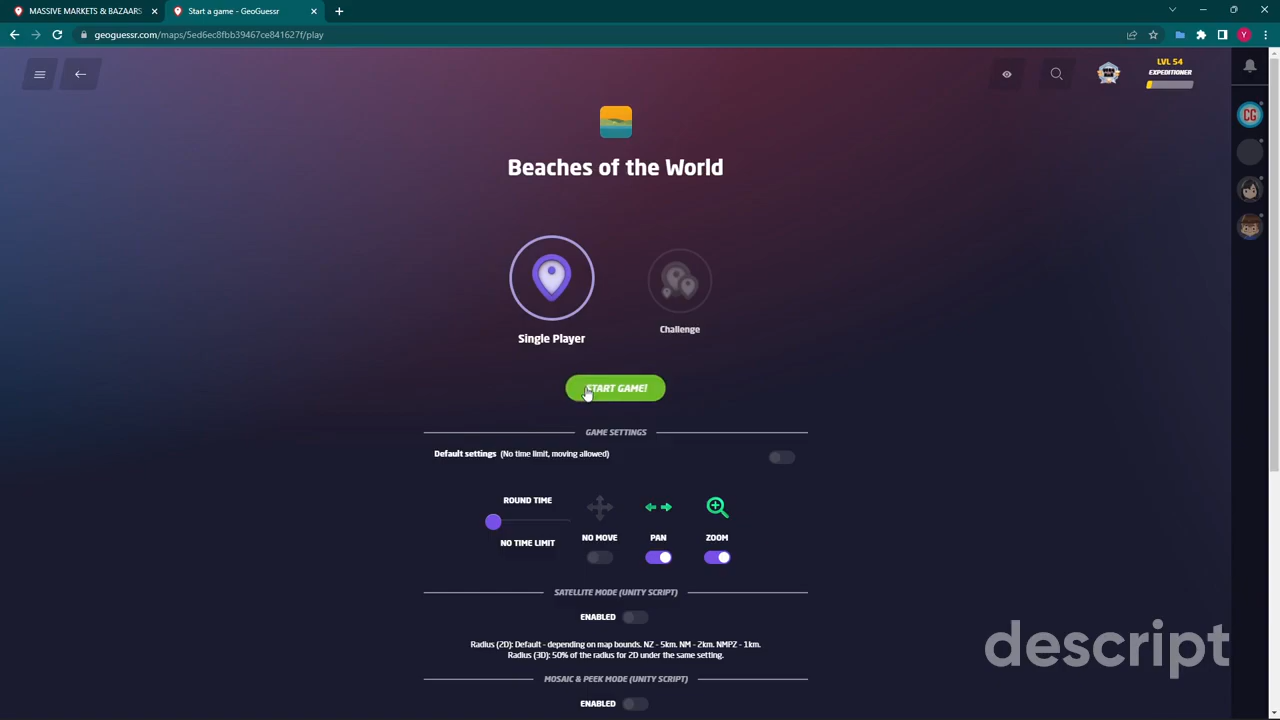 MASSIVE MARKETS & BAZAARS
Start a game - GeoGuessr
geoguessr.com/maps/5ed6ec8fbb39467ce841627f/play
Y
LVL 54
EXPEDITIONER
CG
Beaches of the World
Single Player
Challenge
START GAME!
GAME SETTINGS
Default settings (No time limit, moving allowed)
ROUND TIME
NO TIME LIMIT
NO MOVE
PAN
ZOOM
SATELLITE MODE (UNITY SCRIPT)
ENABLED
Radius (2D): Default - depending on map bounds. NZ - 5km. NM - 2km. NMPZ - 1km.
Radius (3D): 50% of the radius for 2D under the same setting.
MOSAIC & PEEK MODE (UNITY SCRIPT)
ENABLED
descript